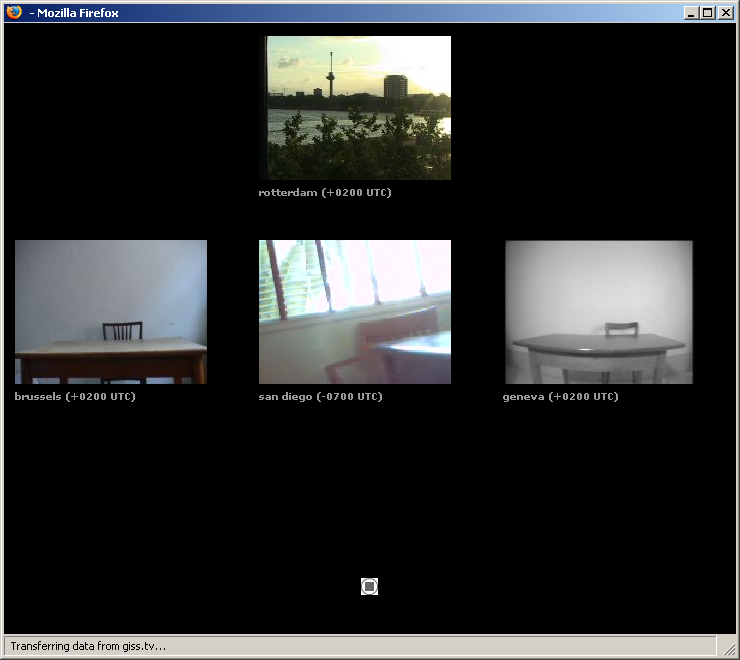 - Mozilla Firefox
rotterdam (+0200 UTC)
brussels (+0200 UTC)
san diego (-0700 UTC)
geneva (+0200 UTC)
Transferring data from giss.tv...